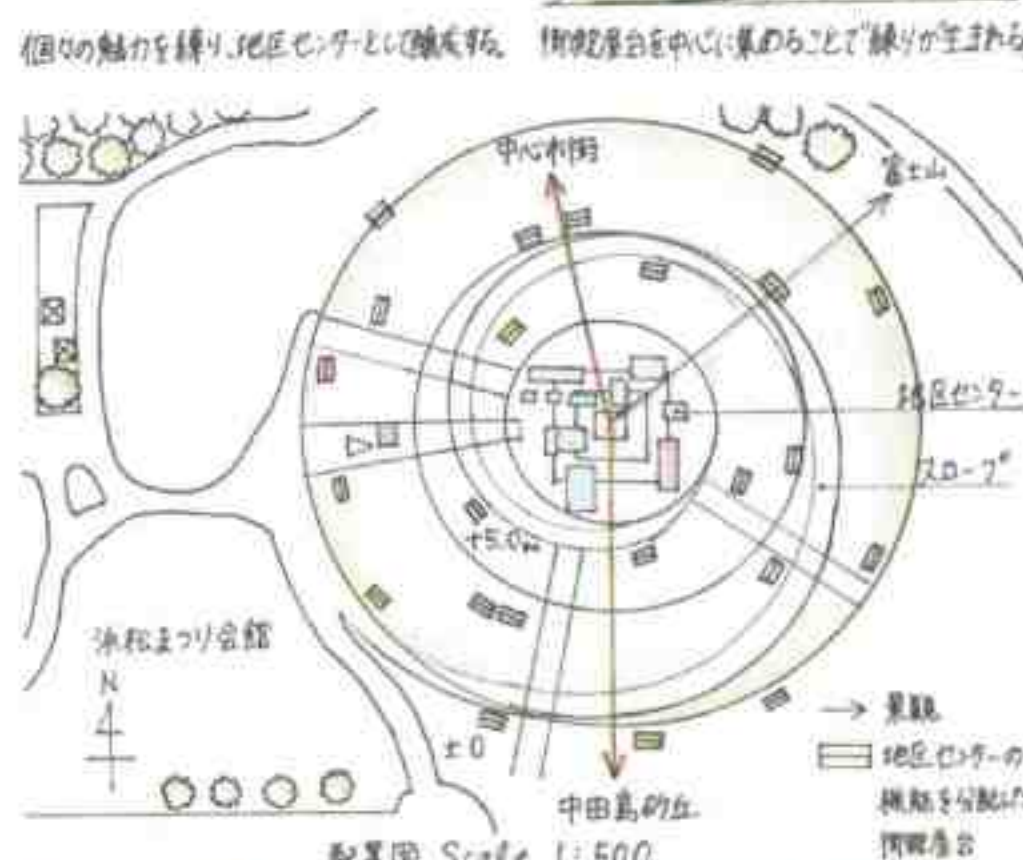 個々の魅力を練り、地区センターとして醸成する。
御殿屋台を中心に集めることで練りが生まれる
中心市街
富士山
地区センター
スロープ
+5.0m
浜松まつり会館
N
±0
中田島砂丘
→ 景観
地区センターの
機能を分配した
御殿屋台
配置図 Scale 1:500